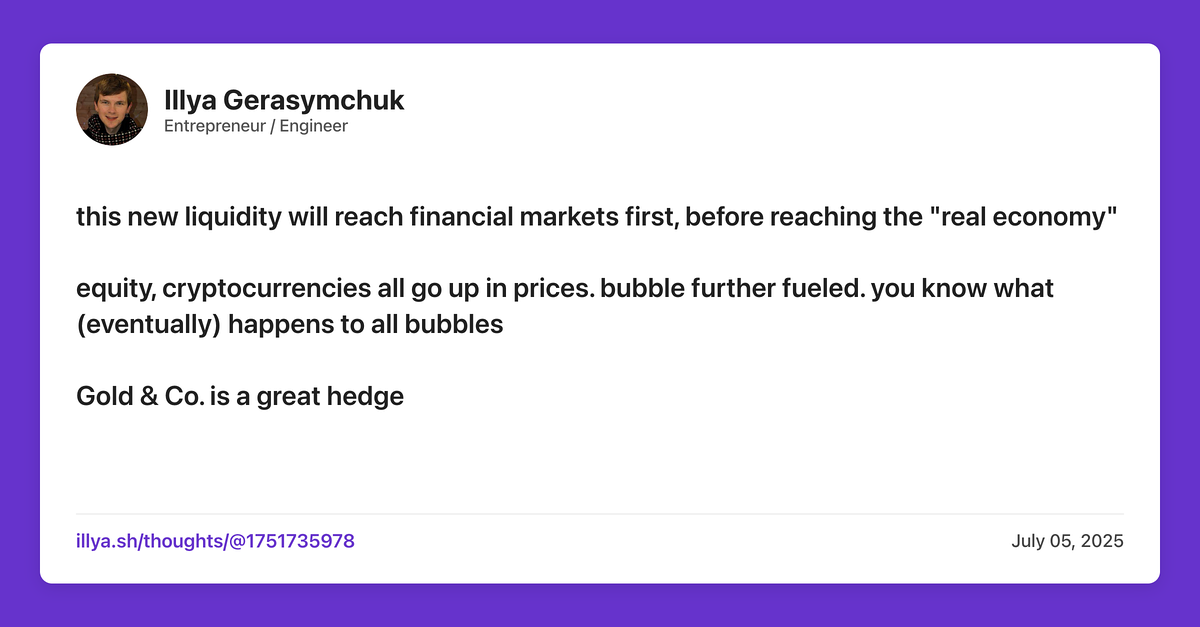 Illya Gerasymchuk
Entrepreneur / Engineer
this new liquidity will reach financial markets first, before reaching the "real economy"
equity, cryptocurrencies all go up in prices. bubble further fueled. you know what
(eventually) happens to all bubbles
Gold & Co. is a great hedge
illya.sh/thoughts/@1751735978
July 05, 2025